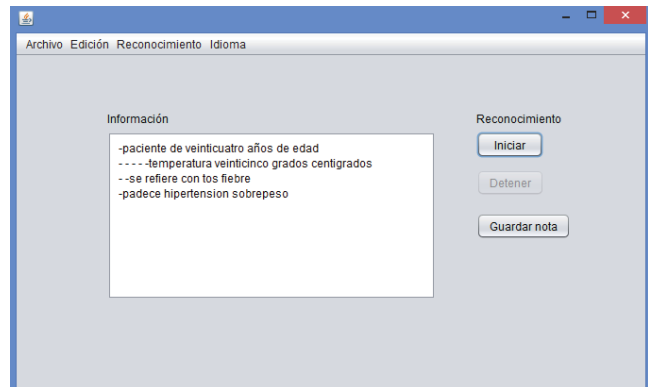 Archivo Edición Reconocimiento Idioma
Información
-paciente de veinticuatro años de edad
- - - - -temperatura veinticinco grados centigrados
- -se refiere con tos fiebre
-padece hipertension sobrepeso
Reconocimiento
Iniciar
Detener
Guardar nota